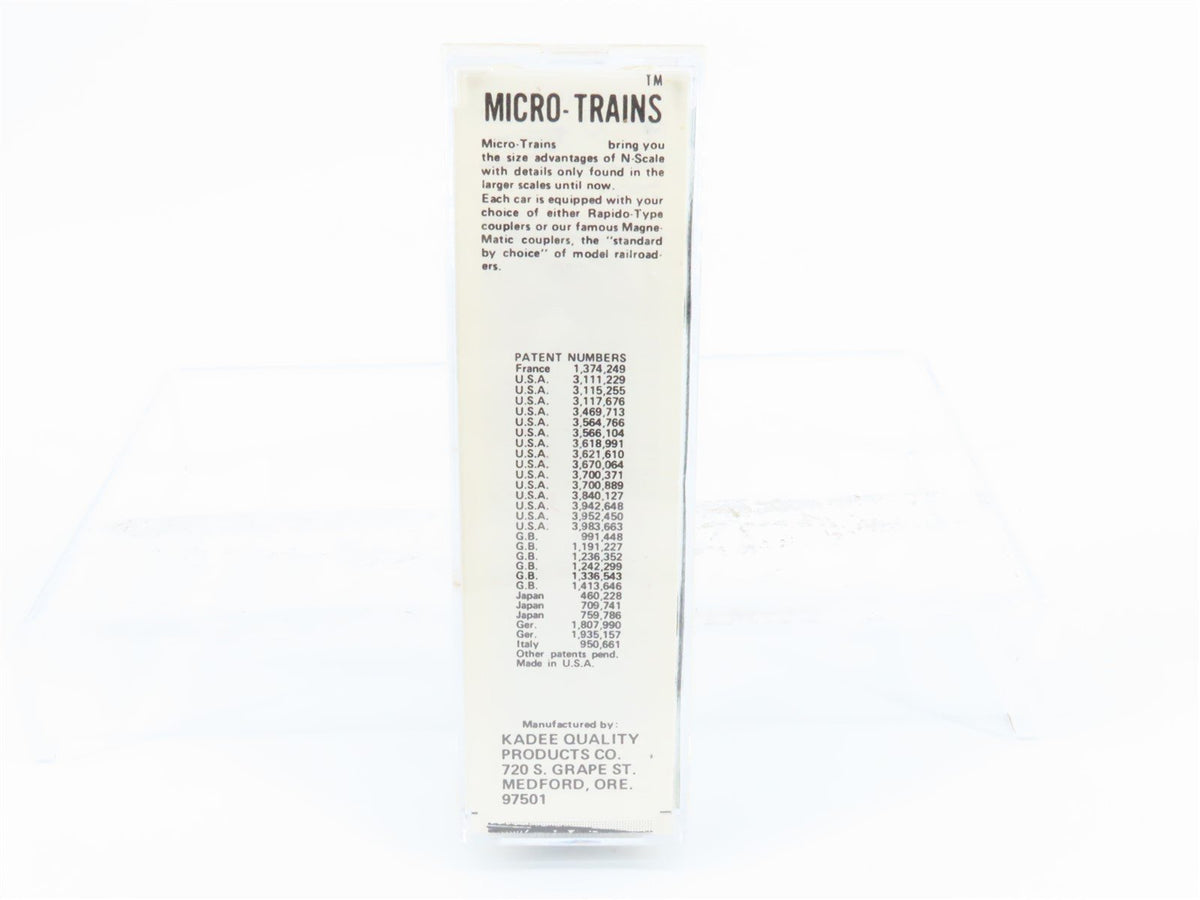 TM
MICRO-TRAINS
Micro-Trains bring you
the size advantages of N-Scale
with details only found in the
larger scales until now.
Each car is equipped with your
choice of either Rapido-Type
couplers or our famous Magne-
Matic couplers, the "standard
by choice" of model railroad-
ers.
PATENT NUMBERS
France 1,374,249
U.S.A. 3,111,229
U.S.A. 3,115,255
U.S.A. 3,117,676
U.S.A. 3,469,713
U.S.A. 3,564,766
U.S.A. 3,566,104
U.S.A. 3,618,991
U.S.A. 3,621,610
U.S.A. 3,670,064
U.S.A. 3,700,371
U.S.A. 3,700,889
U.S.A. 3,840,127
U.S.A. 3,942,648
U.S.A. 3,952,450
U.S.A. 3,983,663
G.B. 991,448
G.B. 1,191,227
G.B. 1,236,352
G.B. 1,242,299
G.B. 1,336,543
G.B. 1,413,646
Japan 460,228
Japan 709,741
Japan 759,786
Ger. 1,807,990
Ger. 1,935,157
Italy 950,661
Other patents pend.
Made in U.S.A.
Manufactured by:
KADEE QUALITY
PRODUCTS CO.
720 S. GRAPE ST.
MEDFORD, ORE.
97501